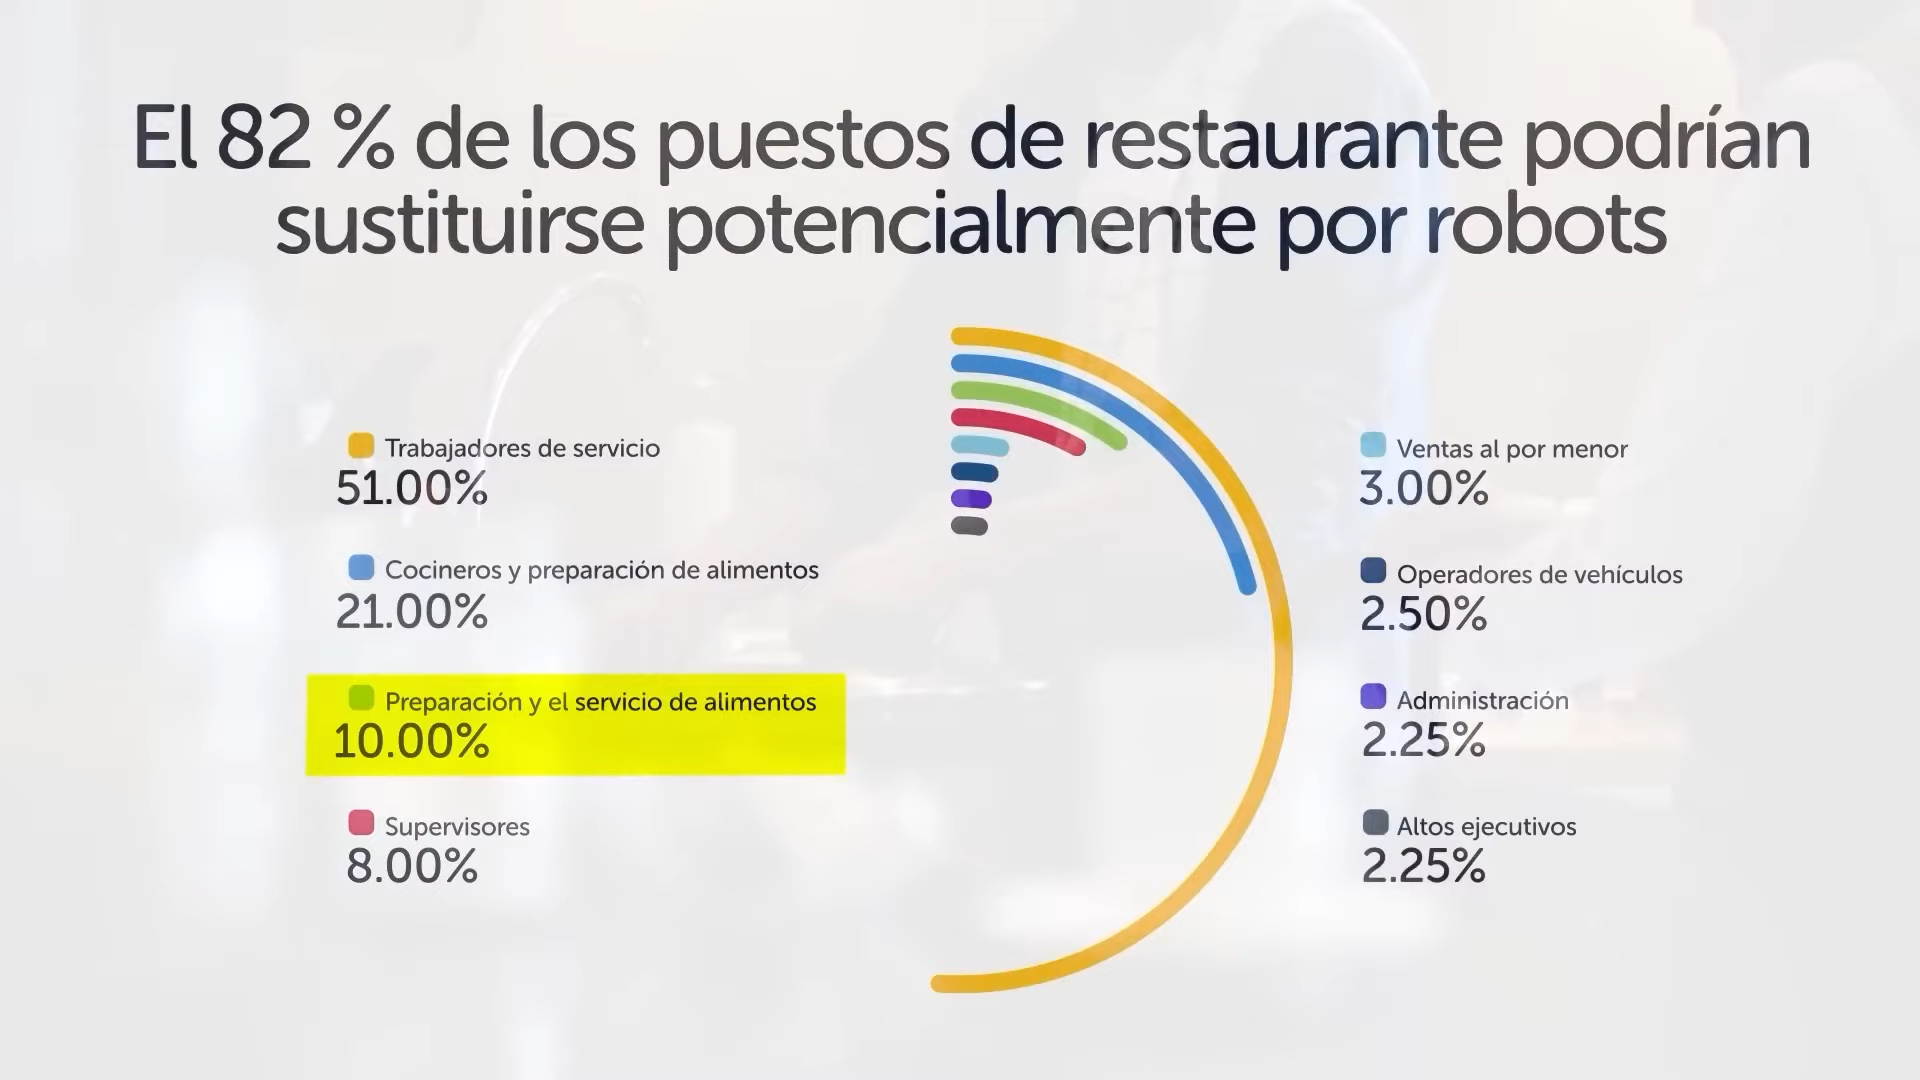 El 82 % de los puestos de restaurante podrían
sustituirse potencialmente por robots
Trabajadores de servicio
51.00%
Cocineros y preparación de alimentos
21.00%
Preparación y el servicio de alimentos
10.00%
Supervisores
8.00%
Ventas al por menor
3.00%
Operadores de vehículos
2.50%
Administración
2.25%
Altos ejecutivos
2.25%